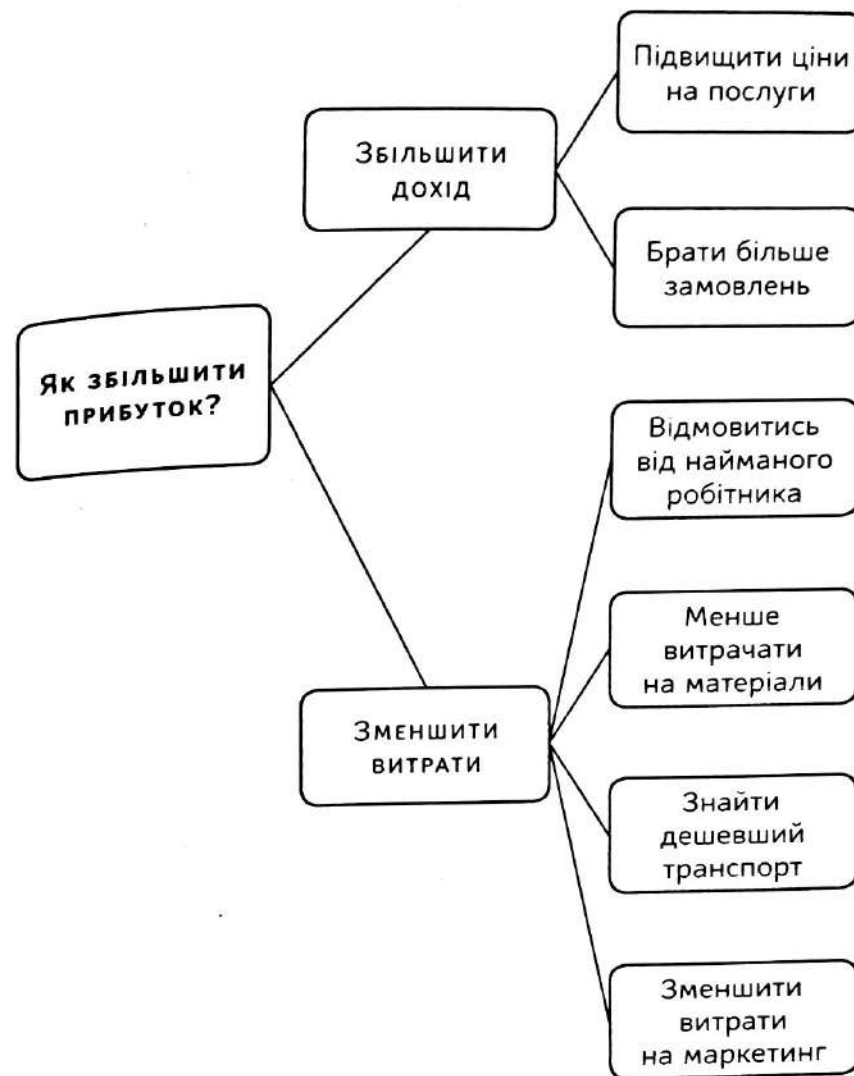 Як збільшити
прибуток?
Збільшити
дохід
Підвищити ціни
на послуги
Брати більше
замовлень
Зменшити
витрати
Відмовитись
від найманого
робітника
Менше
витрачати
на матеріали
Знайти
дешевший
транспорт
Зменшити
витрати
на маркетинг